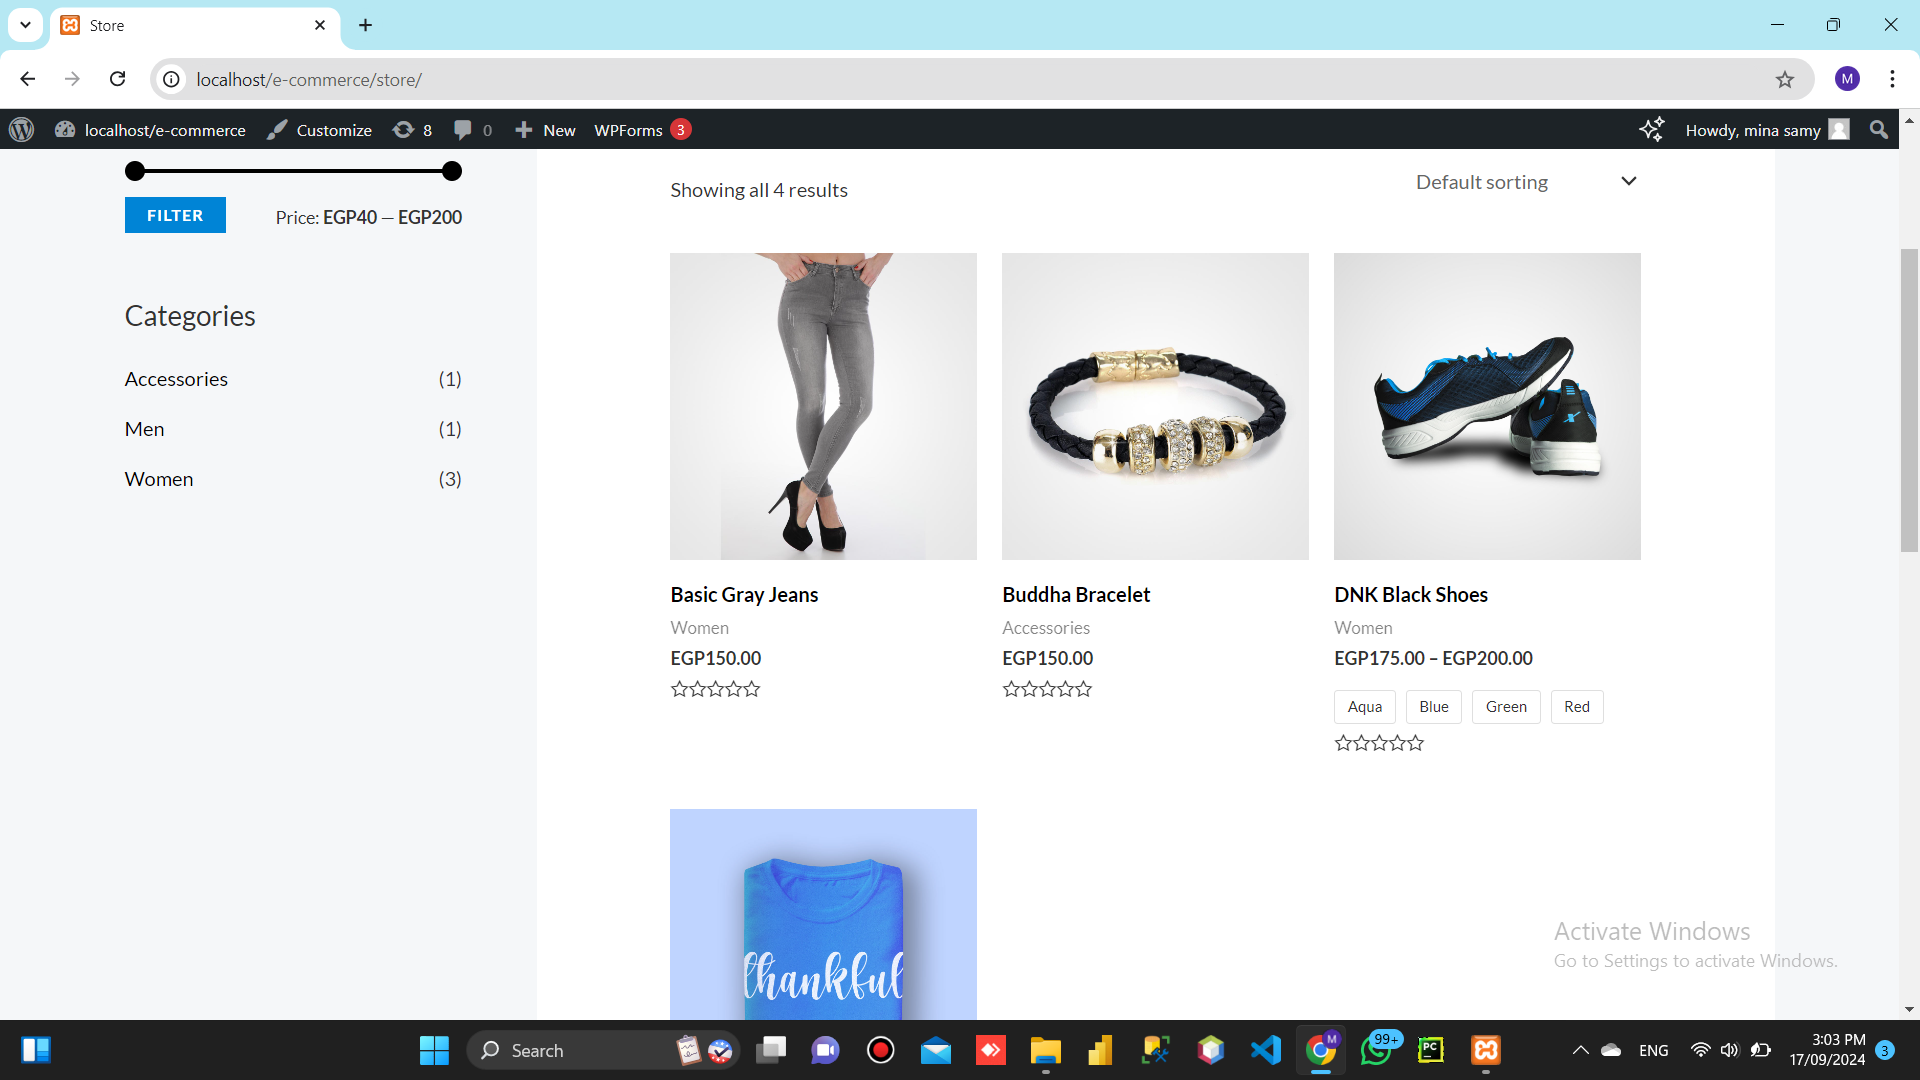 Store
localhost/e-commerce/store/
M
localhost/e-commerce
Customize
8
0
New
WPForms 3
Howdy, mina samy
FILTER
Price: EGP40 — EGP200
Categories
Accessories (1)
Men (1)
Women (3)
Showing all 4 results
Default sorting
Basic Gray Jeans
Women
EGP150.00
Buddha Bracelet
Accessories
EGP150.00
DNK Black Shoes
Women
EGP175.00 – EGP200.00
Aqua Blue Green Red
thankful
Activate Windows
Go to Settings to activate Windows.
Search
M
99+
PC
ENG
3:03 PM
17/09/2024
3